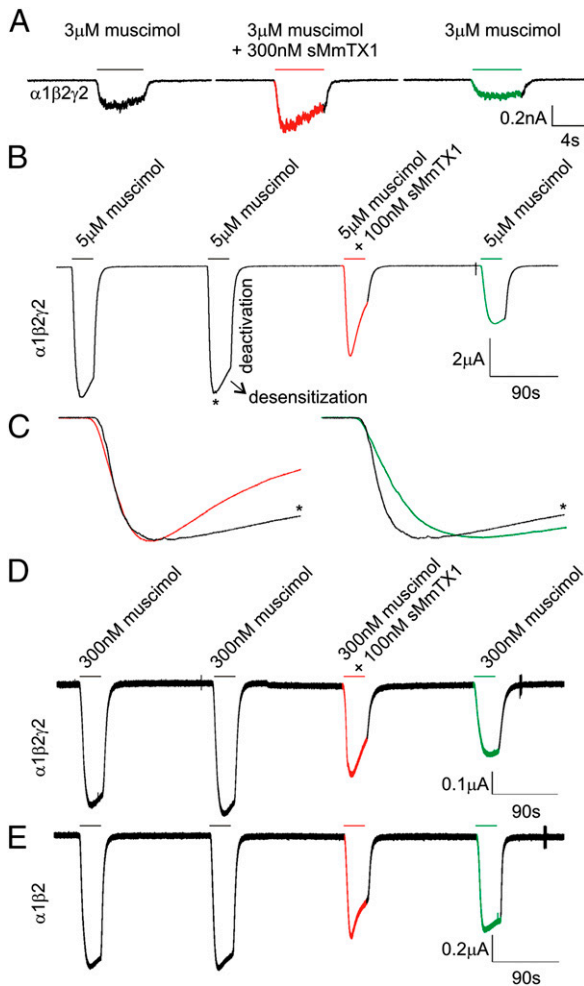 A
3µM muscimol
3µM muscimol
+ 300nM sMmTX1
3µM muscimol
α1β2γ2
0.2nA
4s
B
5µM muscimol
5µM muscimol
5µM muscimol
+ 100nM sMmTX1
5µM muscimol
α1β2γ2
*
deactivation
desensitization
2µA
90s
C
*
*
D
300nM muscimol
300nM muscimol
300nM muscimol
+ 100nM sMmTX1
300nM muscimol
α1β2γ2
0.1µA
90s
E
α1β2
0.2µA
90s